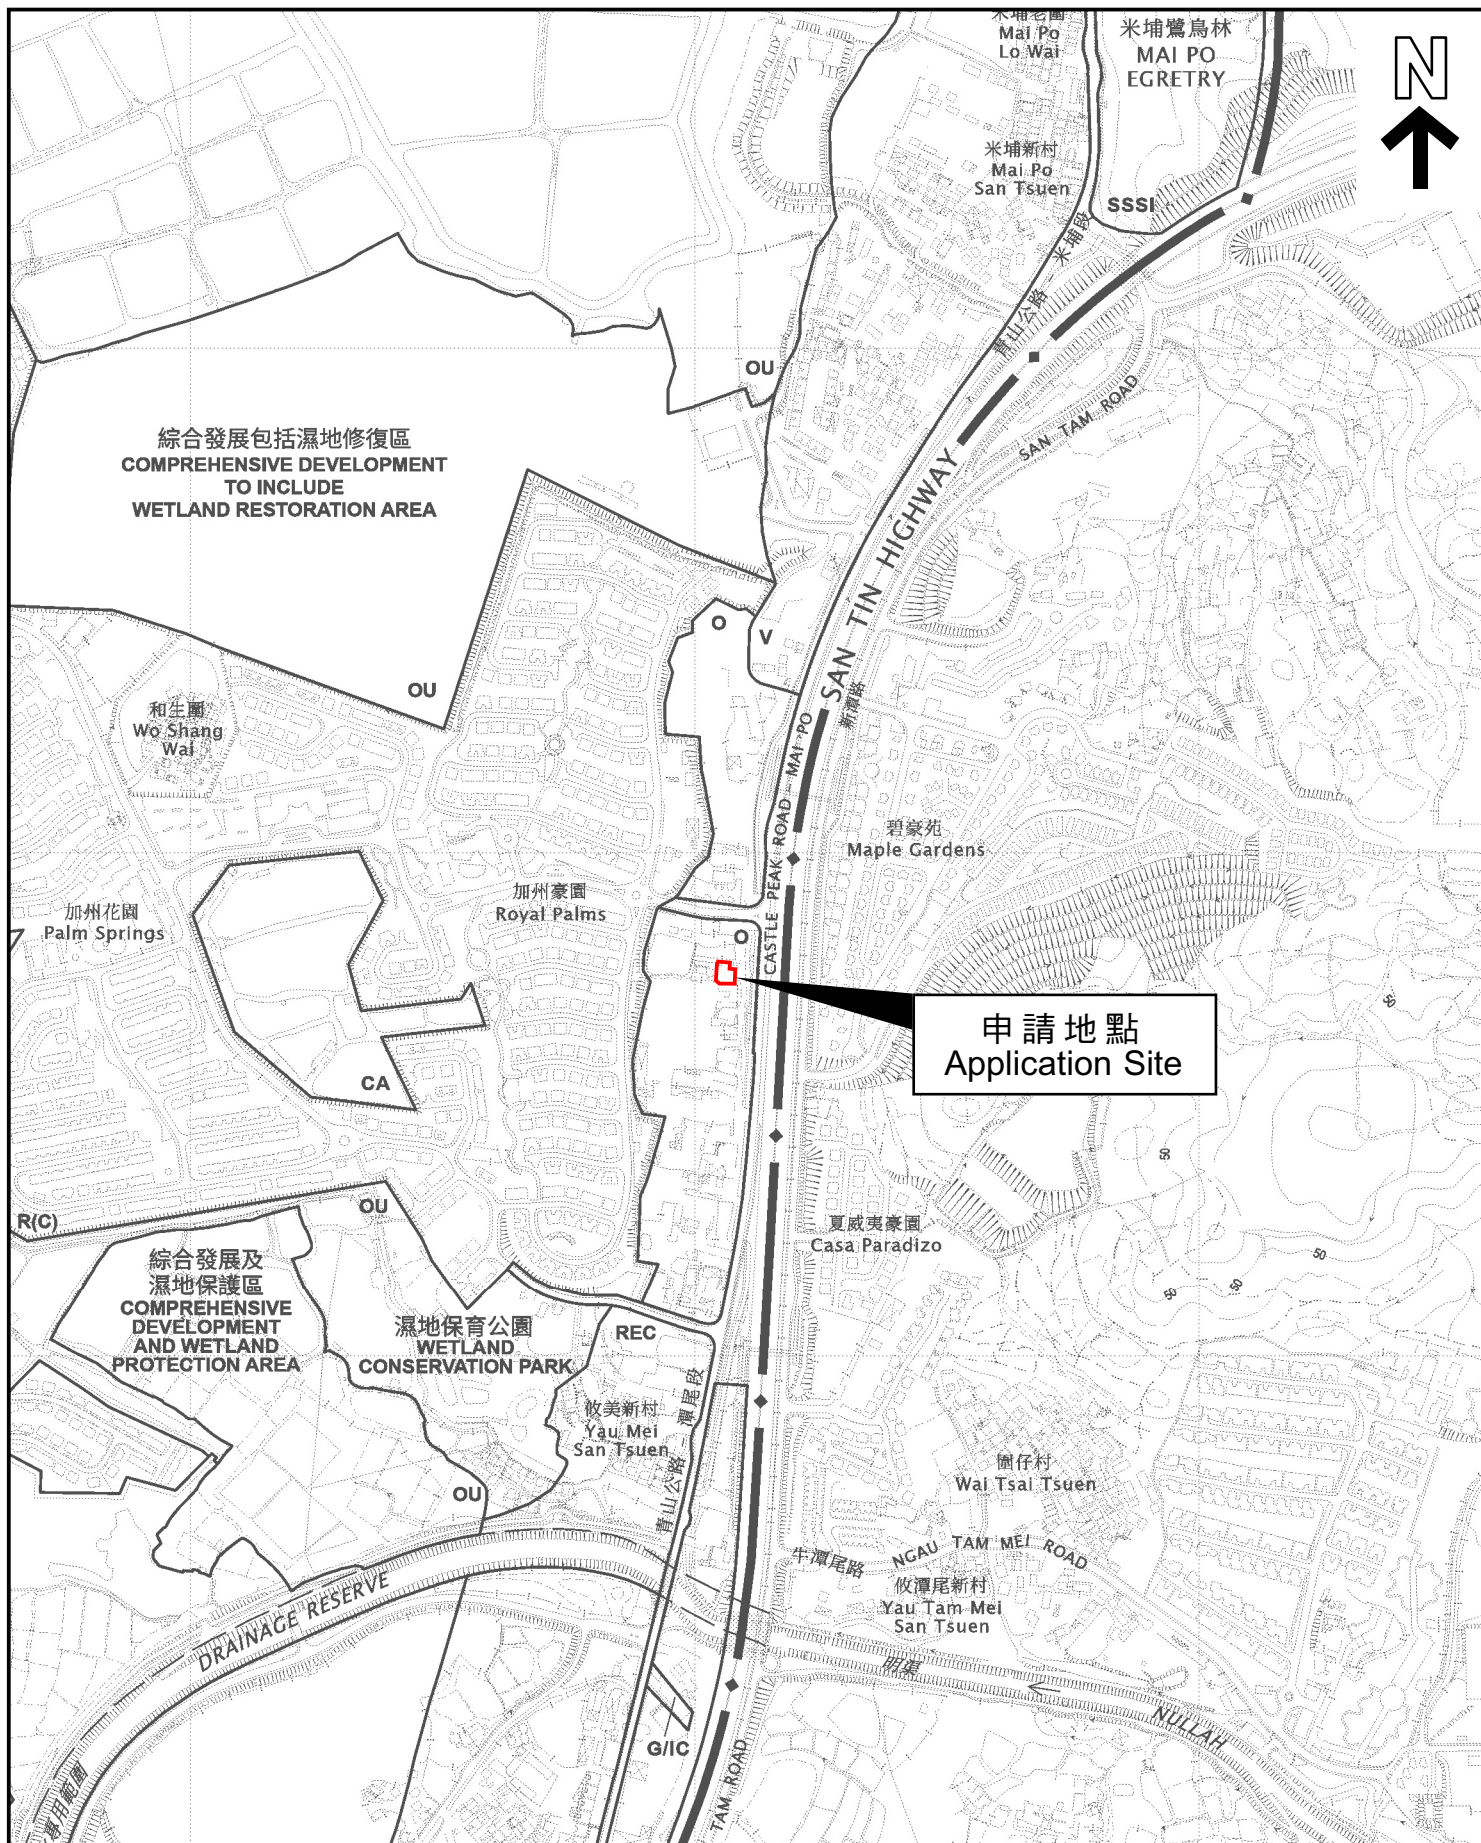 米埔老圍
Mai Po
Lo Wai
米埔鷺鳥林
MAI PO
EGRETRY
N
米埔新村
Mai Po
San Tsuen
SSSI
青山公路 - 米埔段
OU
SAN TAM ROAD
綜合發展包括濕地修復區
COMPREHENSIVE DEVELOPMENT
TO INCLUDE
WETLAND RESTORATION AREA
SAN TIN HIGHWAY
O
V
OU
新潭路
和生圍
Wo Shang
Wai
CASTLE PEAK ROAD - MAI PO
碧豪苑
Maple Gardens
加州豪園
Royal Palms
加州花園
Palm Springs
O
申請地點
Application Site
50
CA
50
OU
R(C)
夏威夷豪園
Casa Paradizo
50
50
50
綜合發展及
濕地保護區
COMPREHENSIVE
DEVELOPMENT
AND WETLAND
PROTECTION AREA
濕地保育公園
WETLAND
CONSERVATION PARK
REC
攸美新村
Yau Mei
San Tsuen
青山公路 - 潭尾段
圍仔村
Wai Tsai Tsuen
OU
牛潭尾路
NGAU TAM MEI ROAD
攸潭尾新村
Yau Tam Mei
San Tsuen
DRAINAGE RESERVE
明渠
NULLAH
G/IC
TAM ROAD
專用範圍